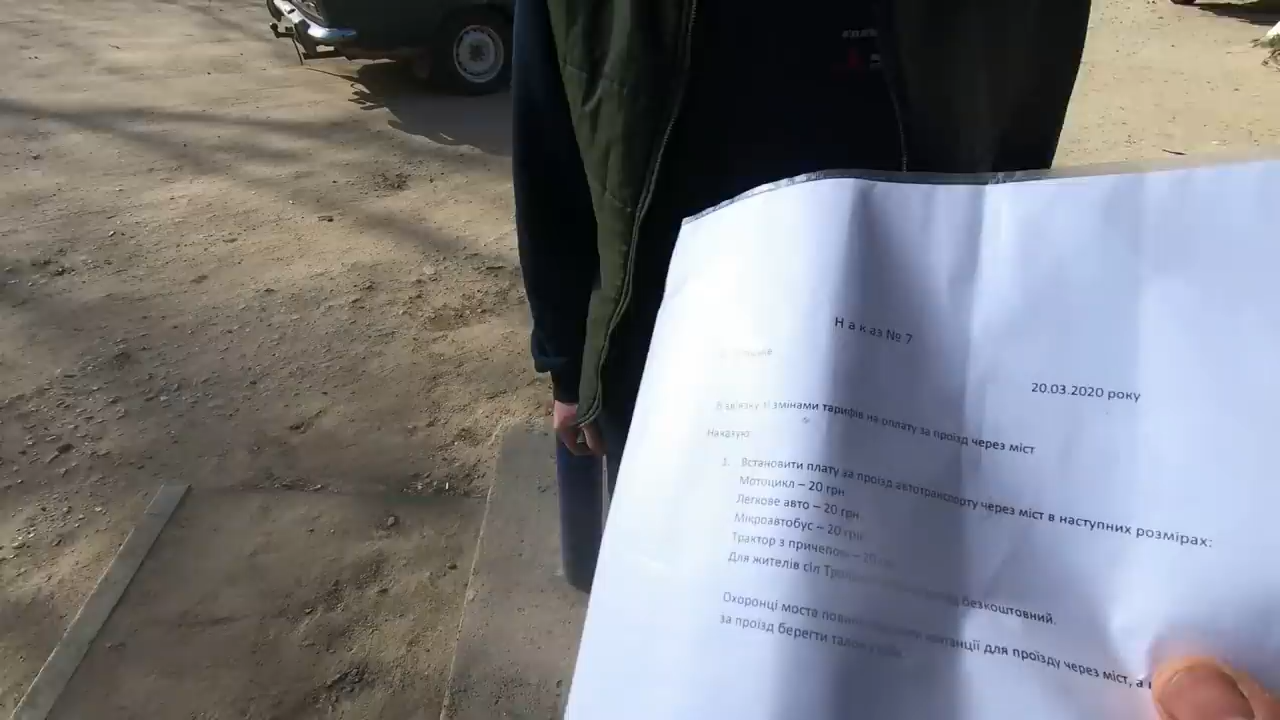 Н а к а з № 7
20.03.2020 року
В зв'язку зі змінами тарифів на оплату за проїзд через міст
Наказую:
1. Встановити плату за проїзд автотранспорту через міст в наступних розмірах:
Мотоцикл – 20 грн
Легкове авто – 20 грн
Мікроавтобус – 20 грн
Трактор з причепом – 20
Для жителів сіл безкоштовний.
Охоронці моста квитанції для проїзду через міст, а
за проїзд берегти